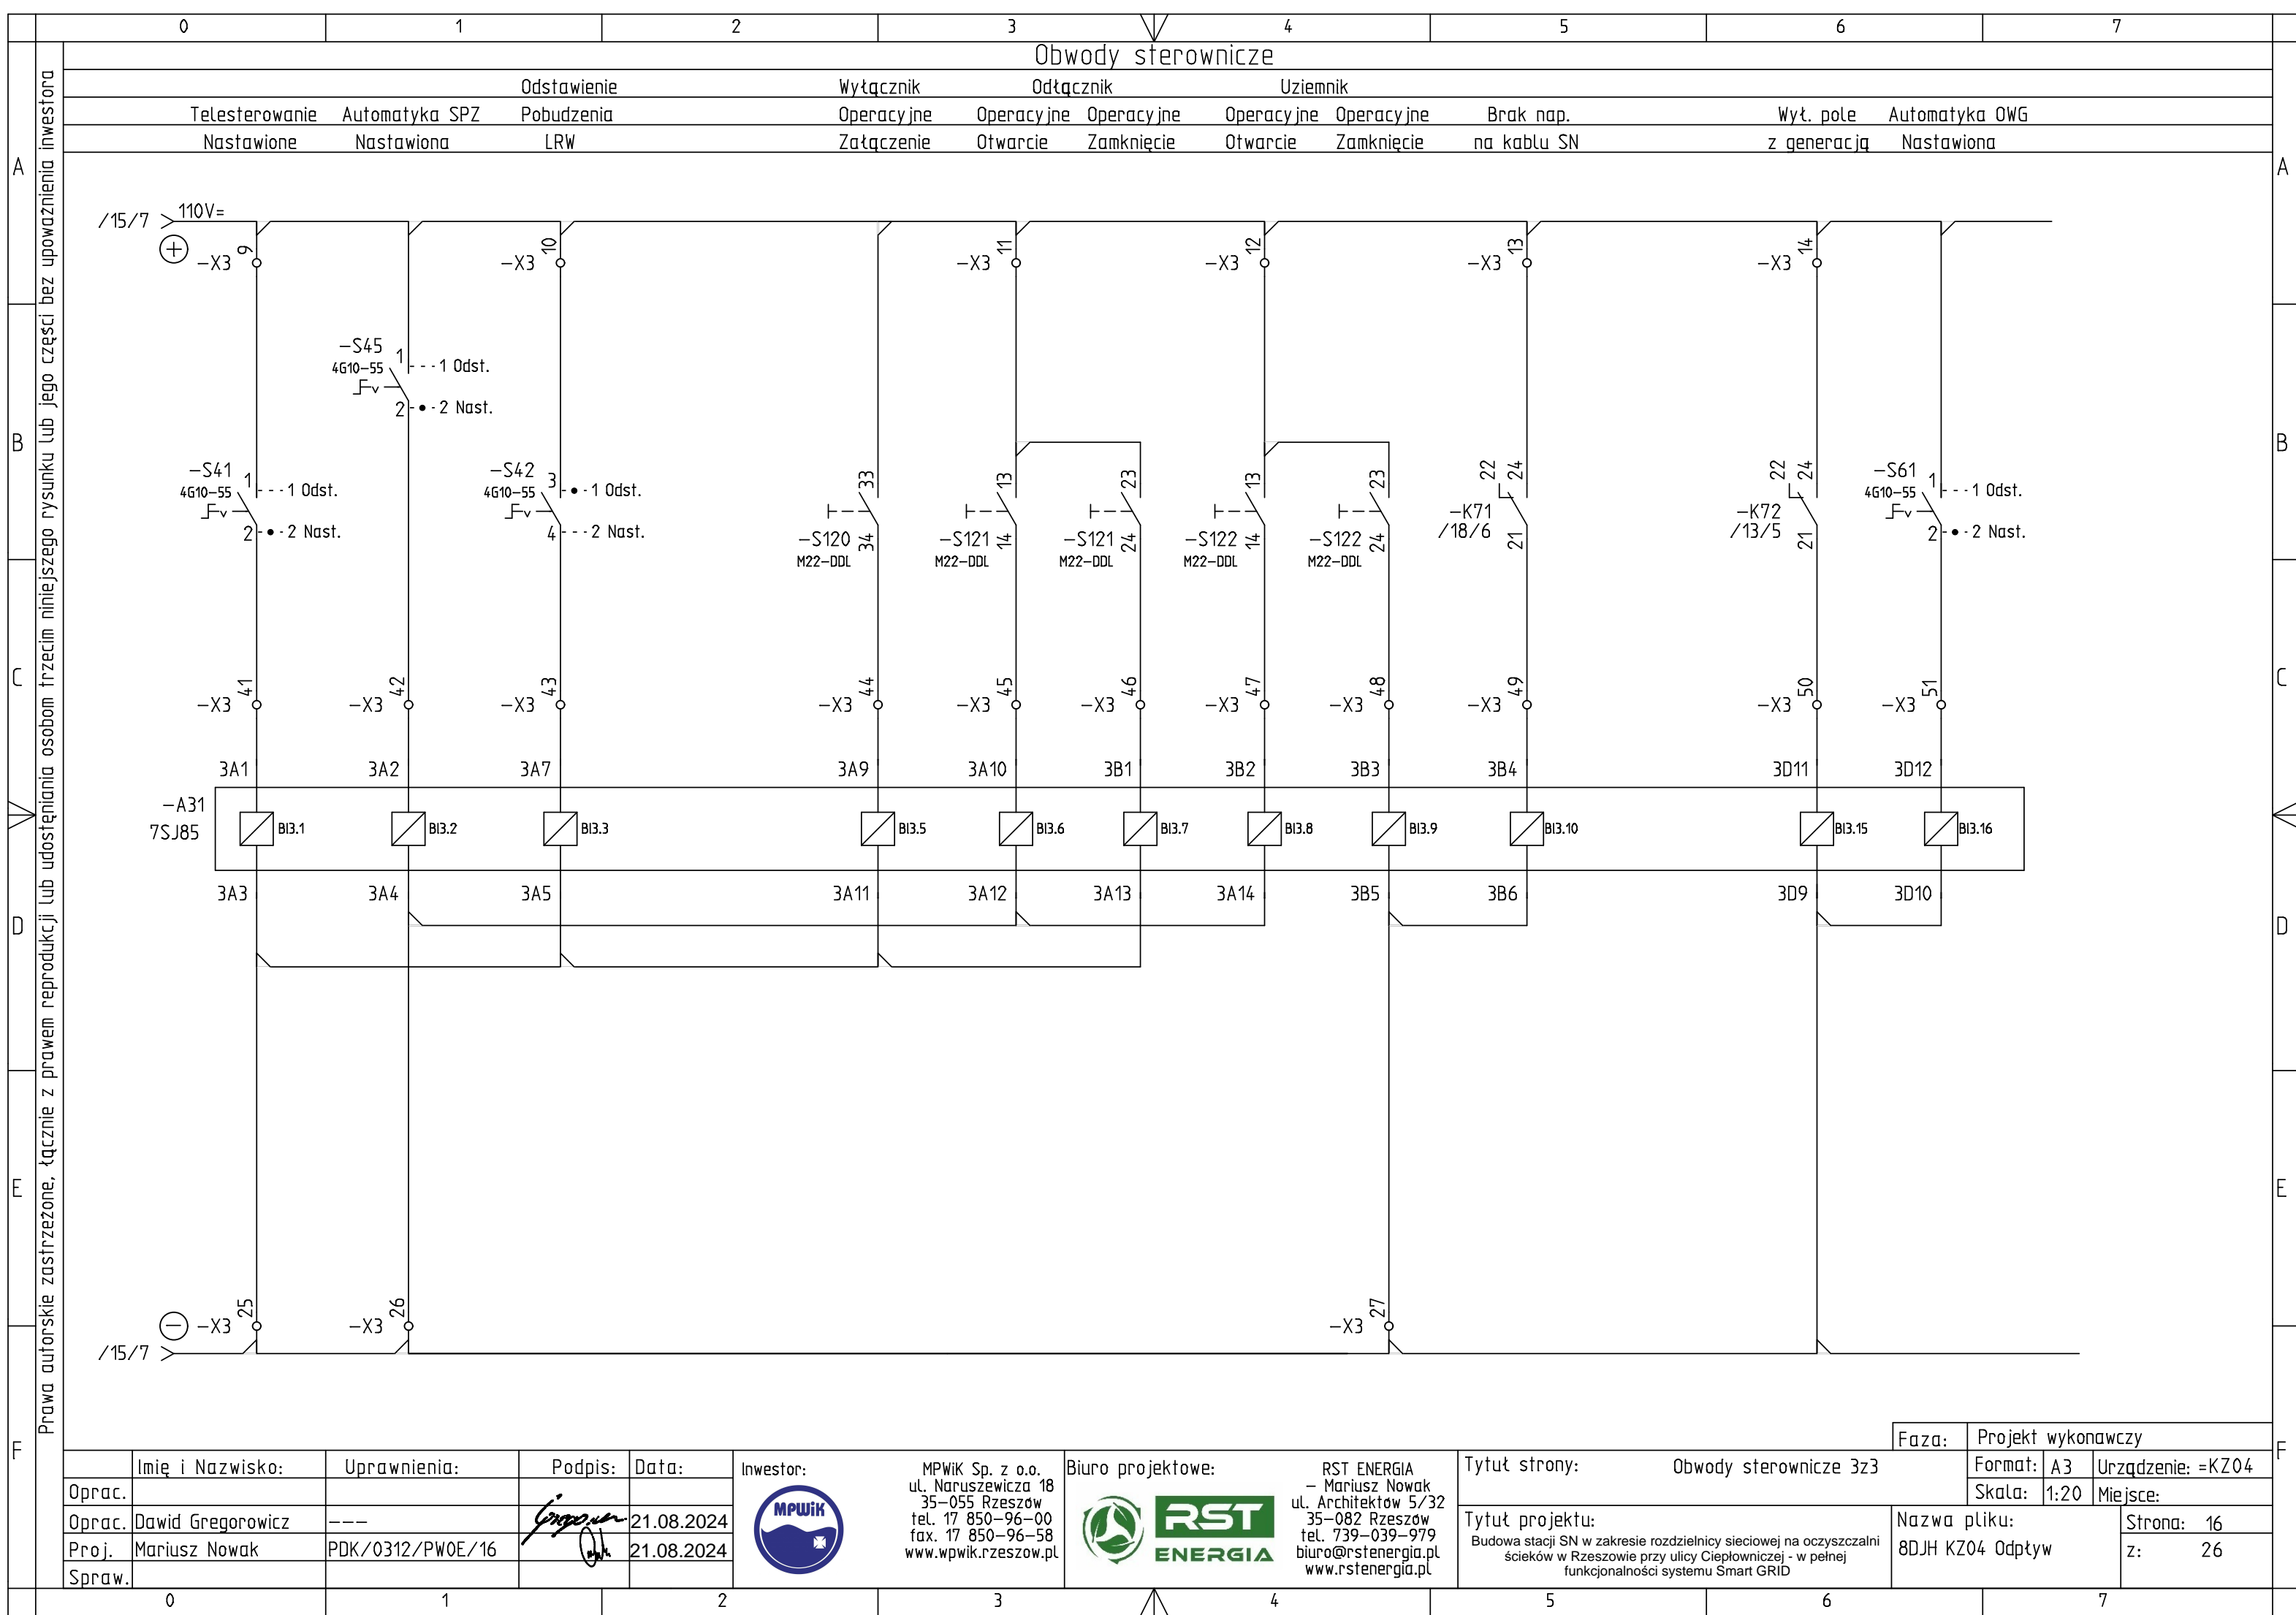 0 1 2 3 4 5 6 7
Obwody sterownicze
Odstawienie Wyłącznik Odłącznik Uziemnik
Telesterowanie Automatyka SPZ Pobudzenia Operacyjne Operacyjne Operacyjne Operacyjne Operacyjne Brak nap. Wył. pole Automatyka OWG
Nastawione Nastawiona LRW Załączenie Otwarcie Zamknięcie Otwarcie Zamknięcie na kablu SN z generacją Nastawiona
A A
Prawa autorskie zastrzeżone, łącznie z prawem reprodukcji lub udostępniania osobom trzecim niniejszego rysunku lub jego części bez upoważnienia inwestora
/15/7 110V=
+ 9 10 11 12 13 14
-X3 -X3 -X3 -X3 -X3 -X3
-S45 1
4G10-55 1 Odst.
2 2 Nast.
B B
-S41 1 -S42 3 33 13 23 13 23 22 24 22 24 -S61 1
4G10-55 1 Odst. 4G10-55 1 Odst. 4G10-55 1 Odst.
-K71 -K72
2 2 Nast. 4 2 Nast. /18/6 /13/5 2 2 Nast.
-S120 34 -S121 14 -S121 24 -S122 14 -S122 24 21 21
M22-DDL M22-DDL M22-DDL M22-DDL M22-DDL
C C
41 42 43 44 45 46 47 48 49 50 51
-X3 -X3 -X3 -X3 -X3 -X3 -X3 -X3 -X3 -X3 -X3
3A1 3A2 3A7 3A9 3A10 3B1 3B2 3B3 3B4 3D11 3D12
-A31
7SJ85 BI3.1 BI3.2 BI3.3 BI3.5 BI3.6 BI3.7 BI3.8 BI3.9 BI3.10 BI3.15 BI3.16
3A3 3A4 3A5 3A11 3A12 3A13 3A14 3B5 3B6 3D9 3D10
D D
E E
25 26 27
- -X3 -X3 -X3
/15/7
F F
Faza: Projekt wykonawczy
Imię i Nazwisko: Uprawnienia: Podpis: Data:
Oprac.
Oprac. Dawid Gregorowicz --- 21.08.2024
Proj. Mariusz Nowak PDK/0312/PWOE/16 21.08.2024
Spraw.
Inwestor:
MPWiK
MPWiK Sp. z o.o.
ul. Naruszewicza 18
35-055 Rzeszów
tel. 17 850-96-00
fax. 17 850-96-58
www.wpwik.rzeszow.pl
Biuro projektowe:
RST
ENERGIA
RST ENERGIA
- Mariusz Nowak
ul. Architektów 5/32
35-082 Rzeszów
tel. 739-039-979
biuro@rstenergia.pl
www.rstenergia.pl
Tytuł strony: Obwody sterownicze 3z3
Tytuł projektu:
Budowa stacji SN w zakresie rozdzielnicy sieciowej na oczyszczalni
ścieków w Rzeszowie przy ulicy Ciepłowniczej - w pełnej
funkcjonalności systemu Smart GRID
Format: A3 Urządzenie: =KZ04
Skala: 1:20 Miejsce:
Nazwa pliku:
8DJH KZ04 Odpływ
Strona: 16
z: 26
0 1 2 3 4 5 6 7